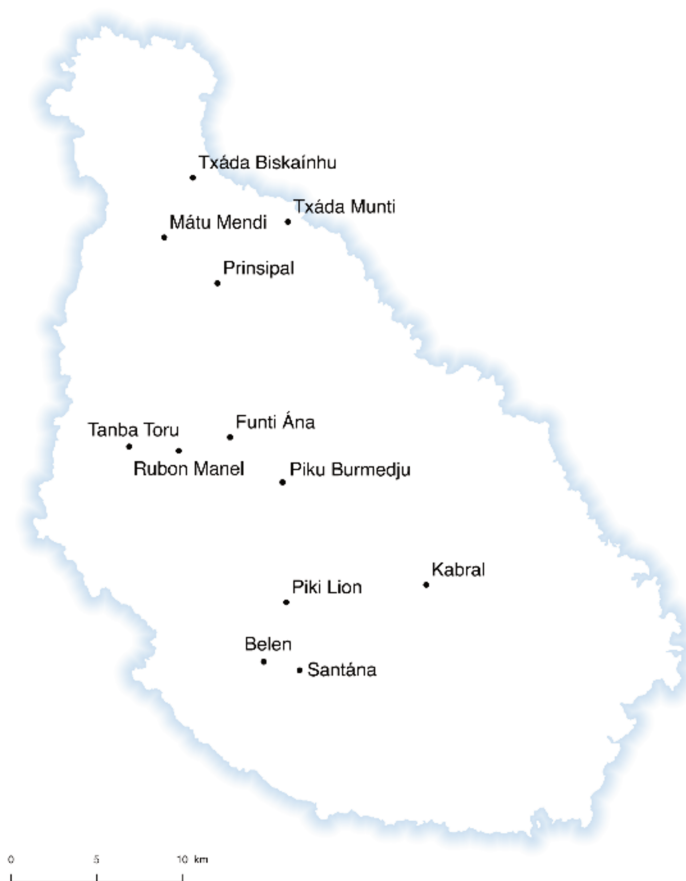 Txáda Biskaínhu
Txáda Munti
Mátu Mendi
Prinsipal
Funti Ána
Tanba Toru
Rubon Manel
Piku Burmedju
Kabral
Piki Lion
Belen
Santána
0 5 10 km